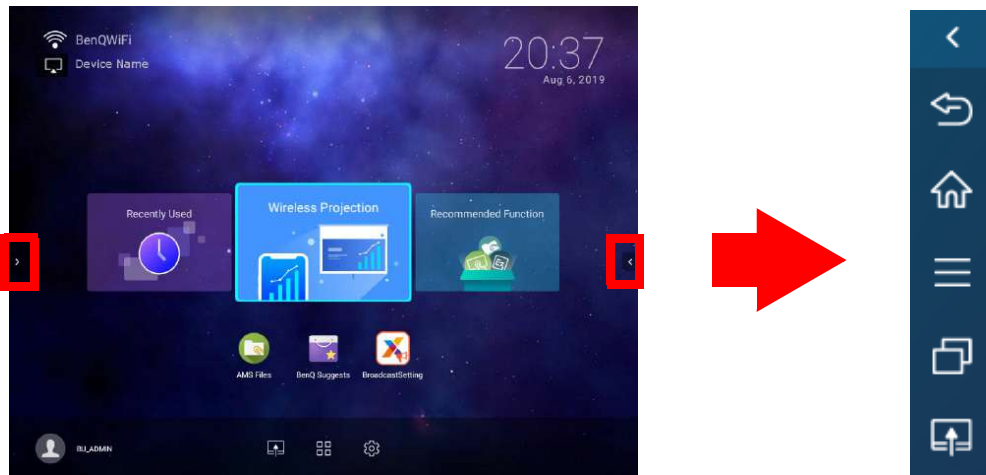 BenQWiFi
Device Name
20:37
Aug 6, 2019
Recently Used
Wireless Projection
Recommended Function
AMS Files
BenQ Suggests
BroadcastSetting
BU_ADMIN